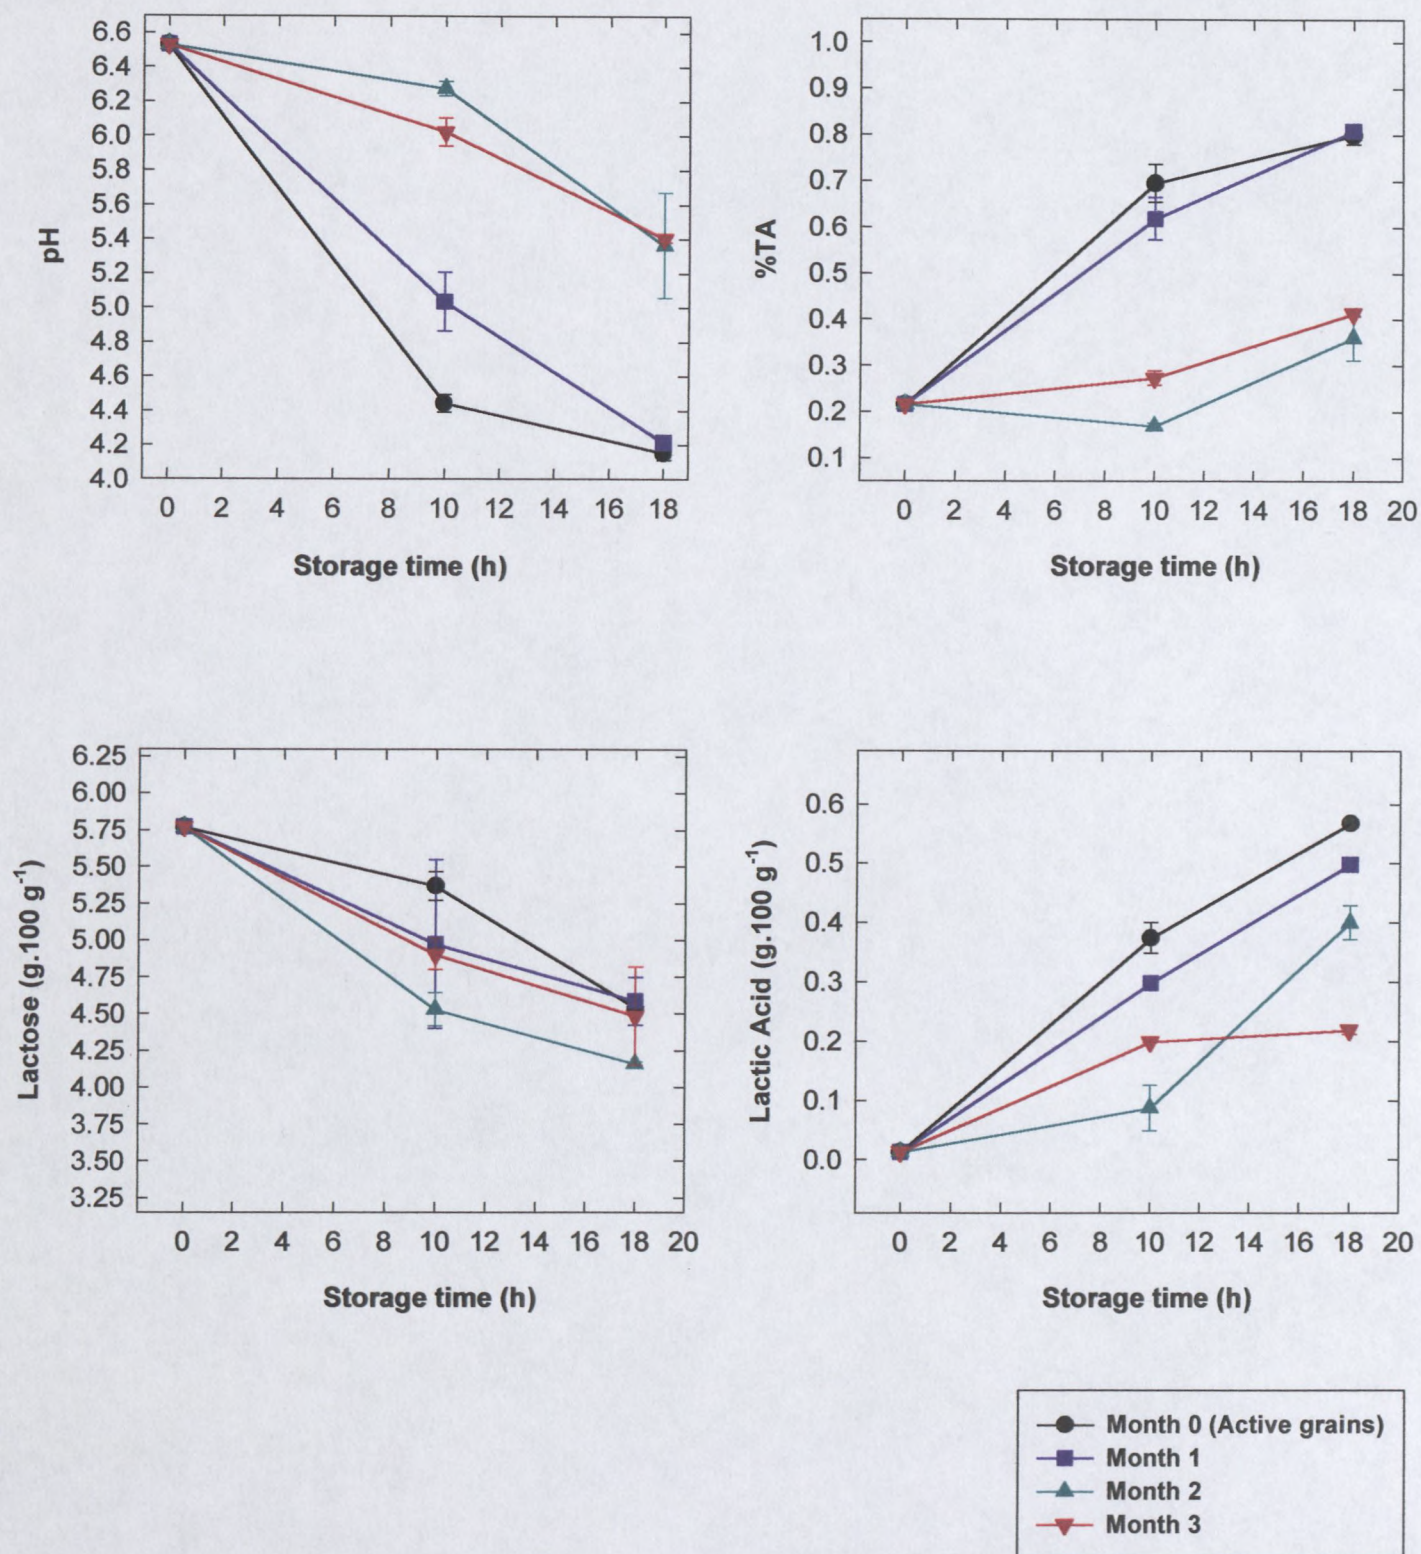 6.6
6.4
6.2
6.0
5.8
5.6
5.4
5.2
5.0
4.8
4.6
4.4
4.2
4.0
pH
0 2 4 6 8 10 12 14 16 18
Storage time (h)
1.0
0.9
0.8
0.7
0.6
0.5
0.4
0.3
0.2
0.1
%TA
0 2 4 6 8 10 12 14 16 18 20
Storage time (h)
6.25
6.00
5.75
5.50
5.25
5.00
4.75
4.50
4.25
4.00
3.75
3.50
3.25
Lactose (g.100 g⁻¹)
0 2 4 6 8 10 12 14 16 18 20
Storage time (h)
0.6
0.5
0.4
0.3
0.2
0.1
0.0
Lactic Acid (g.100 g⁻¹)
0 2 4 6 8 10 12 14 16 18 20
Storage time (h)
Month 0 (Active grains)
Month 1
Month 2
Month 3